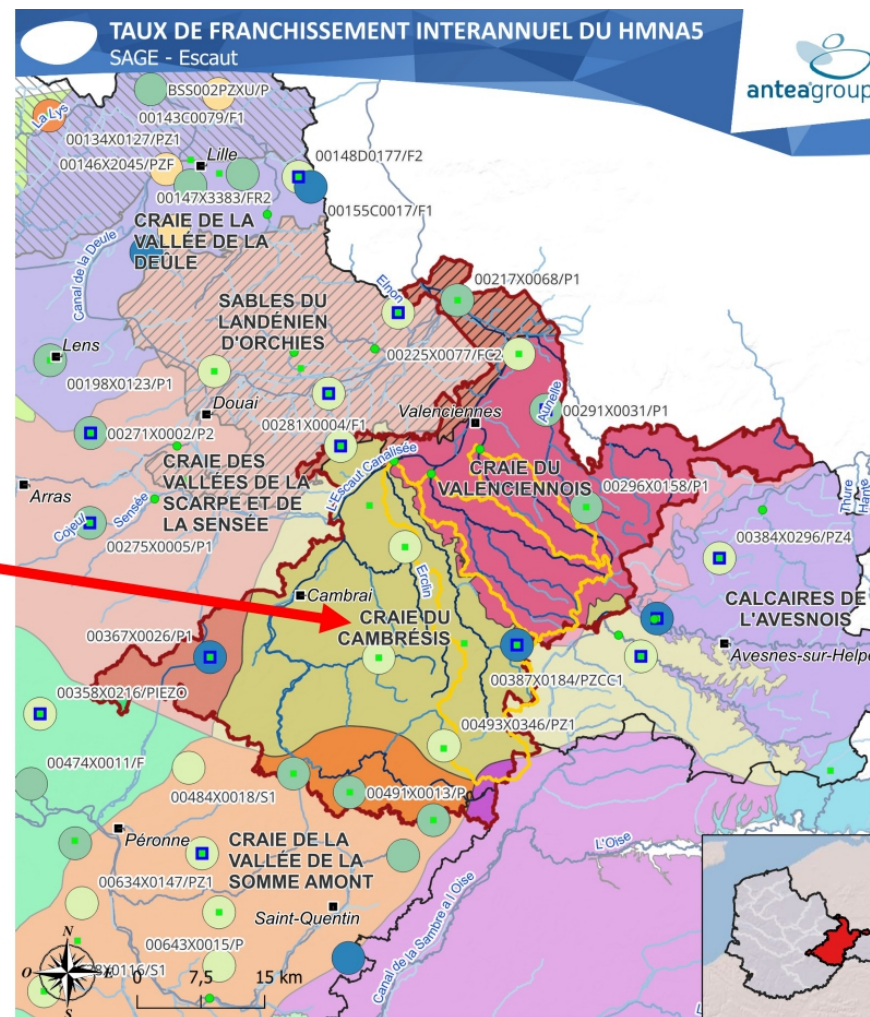 TAUX DE FRANCHISSEMENT INTERANNUEL DU HMNA5
SAGE - Escaut
anteagroup
La Lys
BSS002PZXU/P
00143C0079/F1
00134X0127/PZ1
00146X2045/PZF
Lille
00148D0177/F2
00147X3383/FR2
00155C0017/F1
CRAIE DE LA
VALLÉE DE LA
DEÛLE
Canal de la Deule
Elnon
00217X0068/P1
SABLES DU
LANDÉNIEN
D'ORCHIES
Lens
00225X0077/FC2
00198X0123/P1
Douai
Valenciennes
Aunelle
00291X0031/P1
00271X0002/P2
00281X0004/F1
L'Escaut Canalisée
CRAIE DES
VALLÉES DE LA
SCARPE ET DE
LA SENSÉE
CRAIE DU
VALENCIENNOIS
Arras
Cojeul
Sensée
00296X0158/P1
Thure
Hante
00275X0005/P1
00384X0296/PZ4
Erclin
Cambrai
CRAIE DU
CAMBRÉSIS
CALCAIRES DE
L'AVESNOIS
00367X0026/P1
Avesnes-sur-Helpe
00387X0184/PZCC1
00358X0216/PIEZO
00493X0346/PZ1
00474X0011/F
00484X0018/S1
00491X0013/P
Péronne
CRAIE DE LA
VALLÉE DE LA
SOMME AMONT
L'Oise
00634X0147/PZ1
Saint-Quentin
Canal de la Sambre a l'Oise
00643X0015/P
N
O
E
S
X0116/S1
0 7,5 15 km